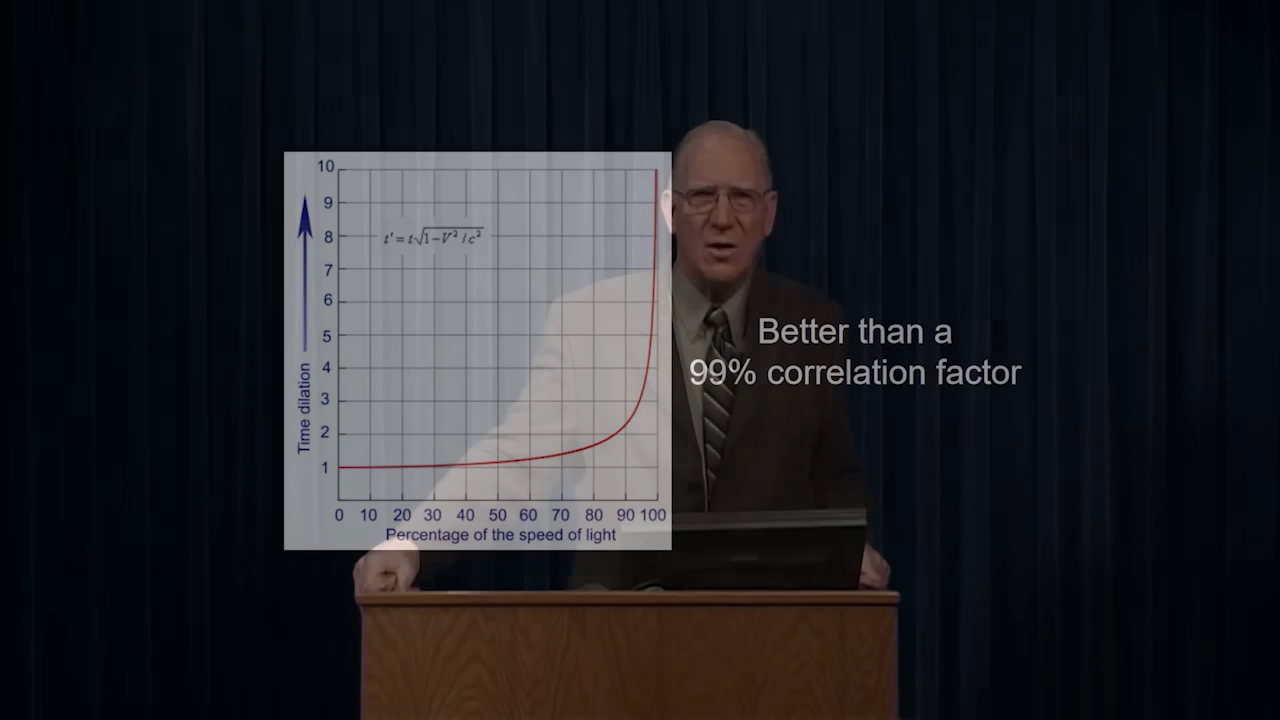 10
9
8
7
6
5
4
3
2
1
t' = t√1-V² / c²
Time dilation
0 10 20 30 40 50 60 70 80 90 100
Percentage of the speed of light
Better than a
99% correlation factor